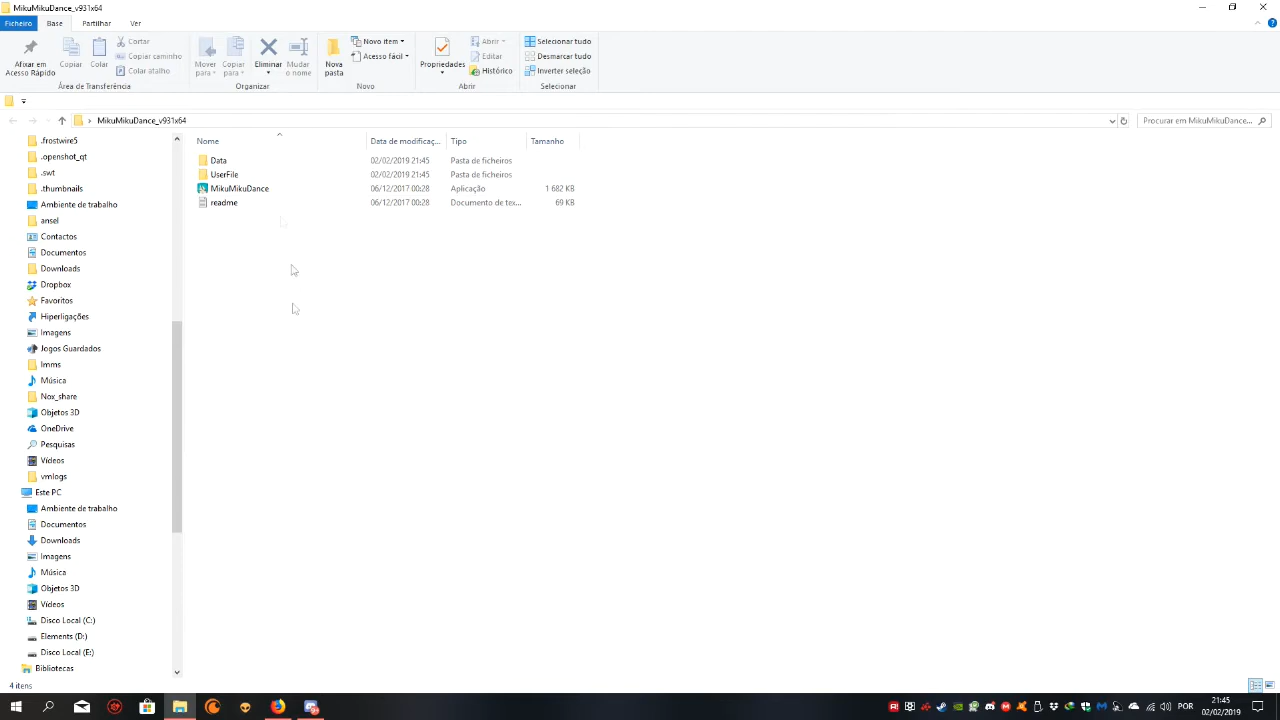 MikuMikuDance_v931x64
Ficheiro Base Partilhar Ver
Afixar em Acesso Rápido
Copiar
Colar
Cortar
Copiar caminho
Colar atalho
Área de Transferência
Mover para
Copiar para
Eliminar
Mudar o nome
Organizar
Nova pasta
Novo item
Acesso fácil
Novo
Propriedades
Abrir
Editar
Histórico
Abrir
Selecionar tudo
Desmarcar tudo
Inverter seleção
Selecionar
MikuMikuDance_v931x64
Procurar em MikuMikuDance...
Nome Data de modificaç... Tipo Tamanho
Data 02/02/2019 21:45 Pasta de ficheiros
UserFile 02/02/2019 21:45 Pasta de ficheiros
MikuMikuDance 06/12/2017 00:28 Aplicação 1 682 KB
readme 06/12/2017 00:28 Documento de tex... 69 KB
.frostwire5
.openshot_qt
.swt
.thumbnails
Ambiente de trabalho
ansel
Contactos
Documentos
Downloads
Dropbox
Favoritos
Hiperligações
Imagens
Jogos Guardados
lmms
Música
Nox_share
Objetos 3D
OneDrive
Pesquisas
Vídeos
vmlogs
Este PC
Ambiente de trabalho
Documentos
Downloads
Imagens
Música
Objetos 3D
Vídeos
Disco Local (C:)
Elements (D:)
Disco Local (E:)
Bibliotecas
4 itens
POR
21:45
02/02/2019